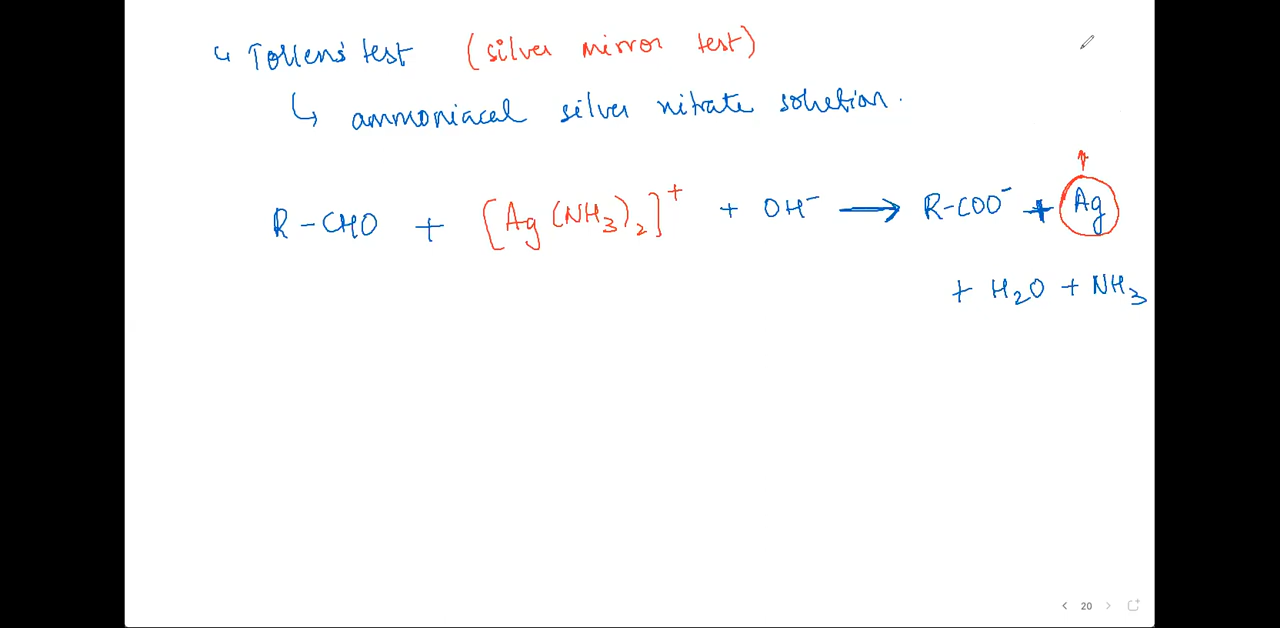 ↳ Tollens' test (silver mirror test)
↳ ammoniacal silver nitrate solution.
R-CHO + [Ag(NH₃)₂]⁺ + OH⁻ ⟶ R-COO⁻ + Ag ↑
+ H₂O + NH₃
< 20 >